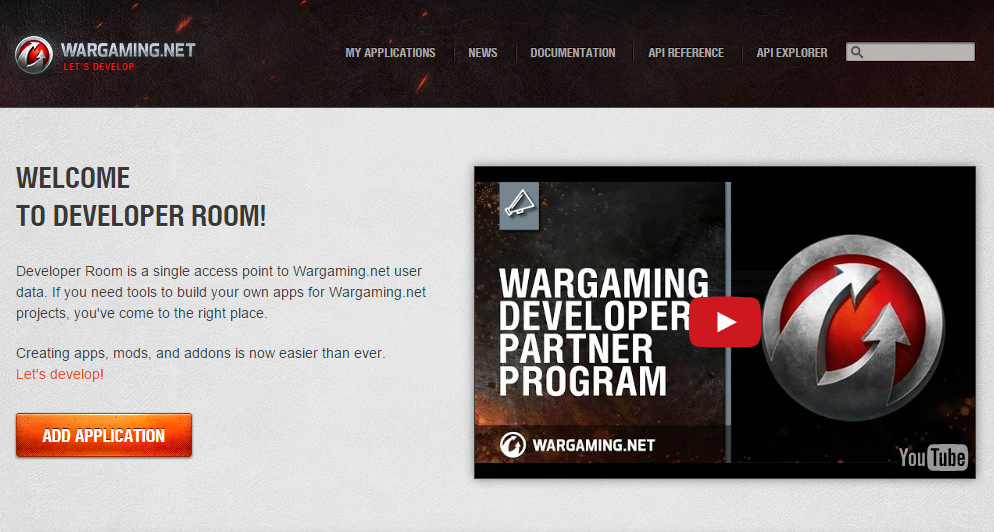 WARGAMING.NET
LET'S DEVELOP
MY APPLICATIONS
NEWS
DOCUMENTATION
API REFERENCE
API EXPLORER
WELCOME
TO DEVELOPER ROOM!
Developer Room is a single access point to Wargaming.net user
data. If you need tools to build your own apps for Wargaming.net
projects, you've come to the right place.
Creating apps, mods, and addons is now easier than ever.
Let's develop!
ADD APPLICATION
WARGAMING
DEVELOPER
PARTNER
PROGRAM
WARGAMING.NET
YouTube